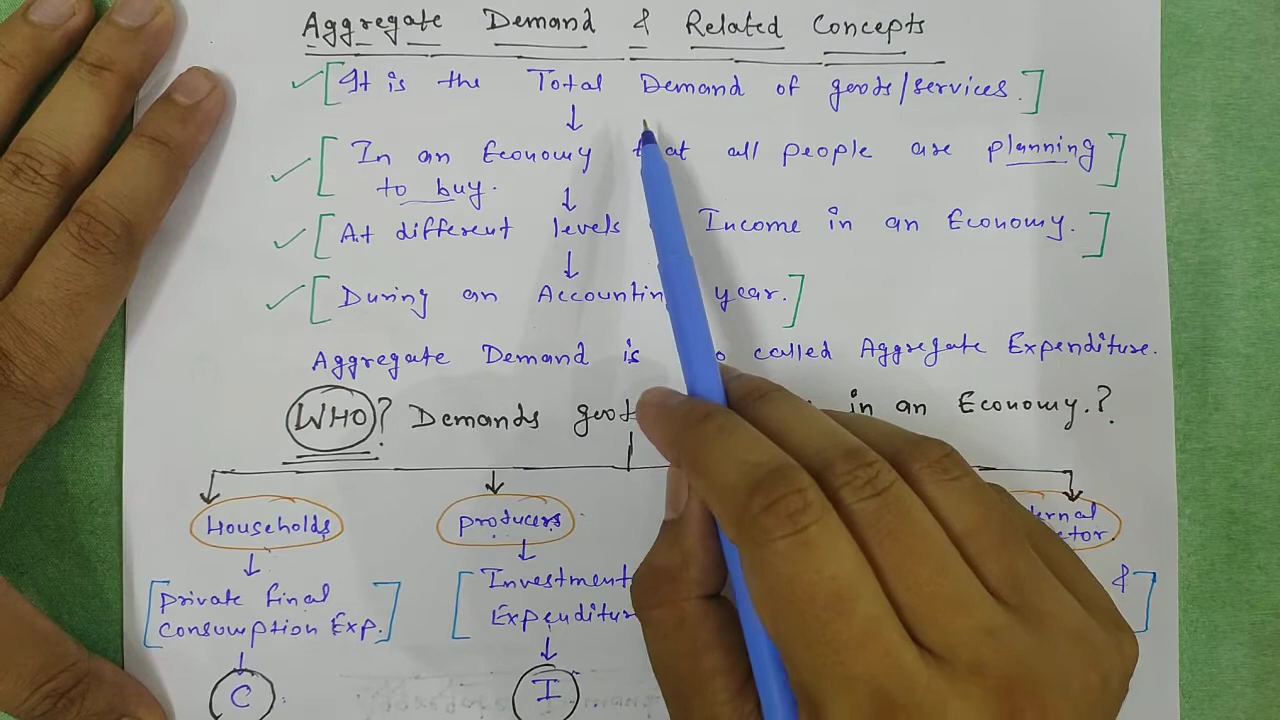 Aggregate Demand & Related Concepts
It is the Total Demand of goods/services.
In an Economy that all people are planning
to buy.
At different levels Income in an Economy.
During an Accounting year.
Aggregate Demand is called Aggregate Expenditure.
WHO? Demands in an Economy.?
Households producers
private final Investment &
consumption Exp. Expenditure
C I